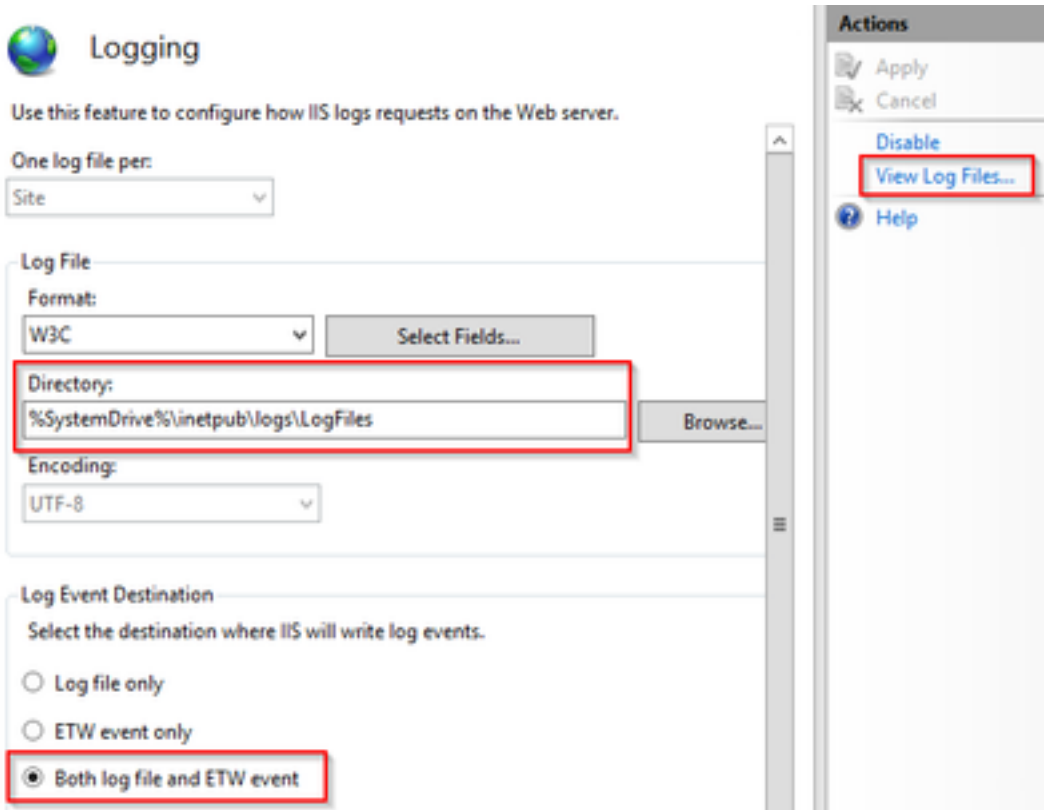 Logging
Use this feature to configure how IIS logs requests on the Web server.
One log file per:
Site
Log File
Format:
W3C
Select Fields...
Directory:
%SystemDrive%\inetpub\logs\LogFiles
Browse...
Encoding:
UTF-8
Log Event Destination
Select the destination where IIS will write log events.
Log file only
ETW event only
Both log file and ETW event
Actions
Apply
Cancel
Disable
View Log Files...
Help